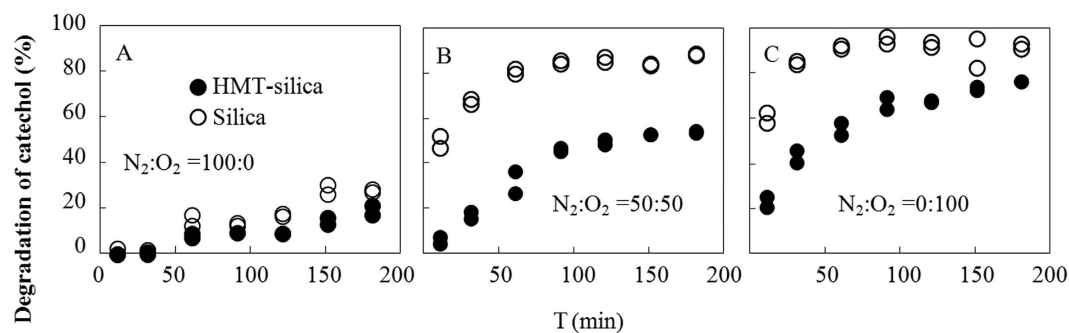 Degradation of catechol (%)
100
80
60
40
20
0
A
HMT-silica
Silica
N₂:O₂ =100:0
0 50 100 150 200
B
N₂:O₂ =50:50
50 100 150 200
C
N₂:O₂ =0:100
50 100 150 200
T (min)